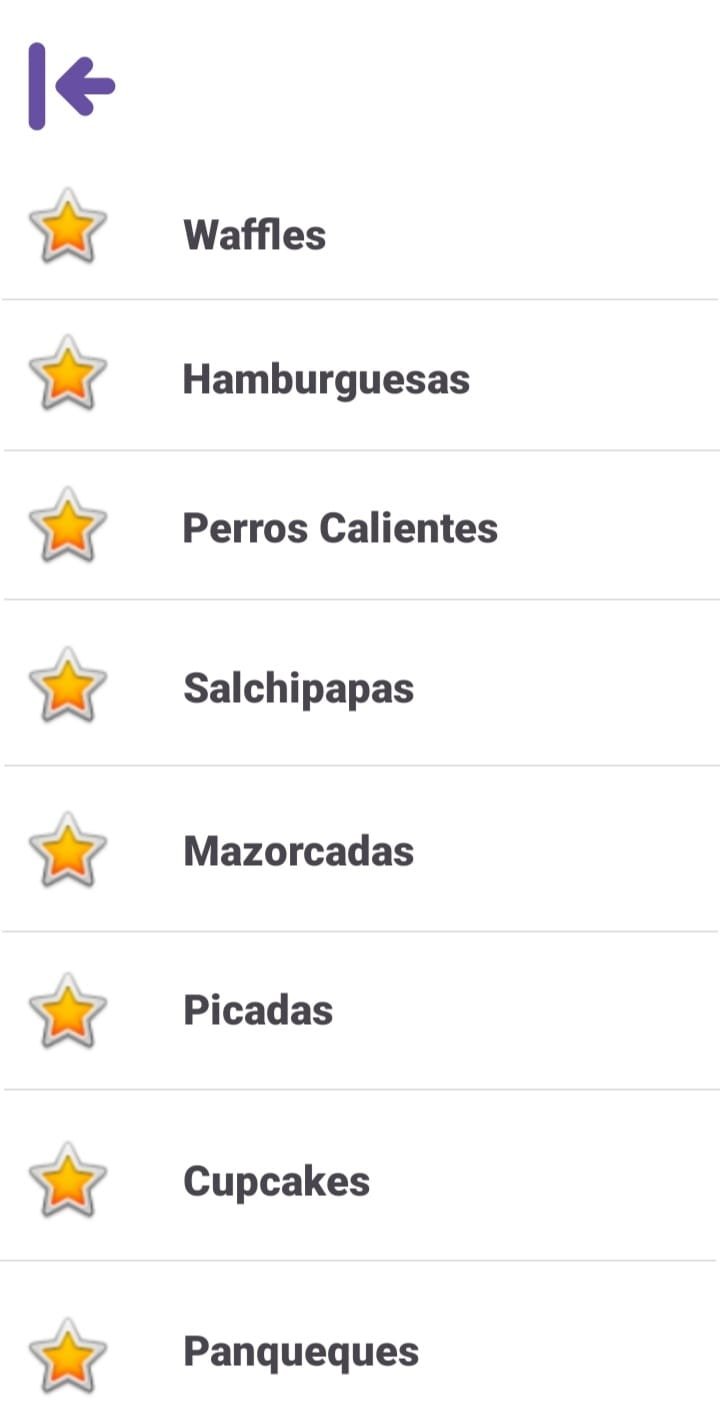 Waffles
Hamburguesas
Perros Calientes
Salchipapas
Mazorcadas
Picadas
Cupcakes
Panqueques